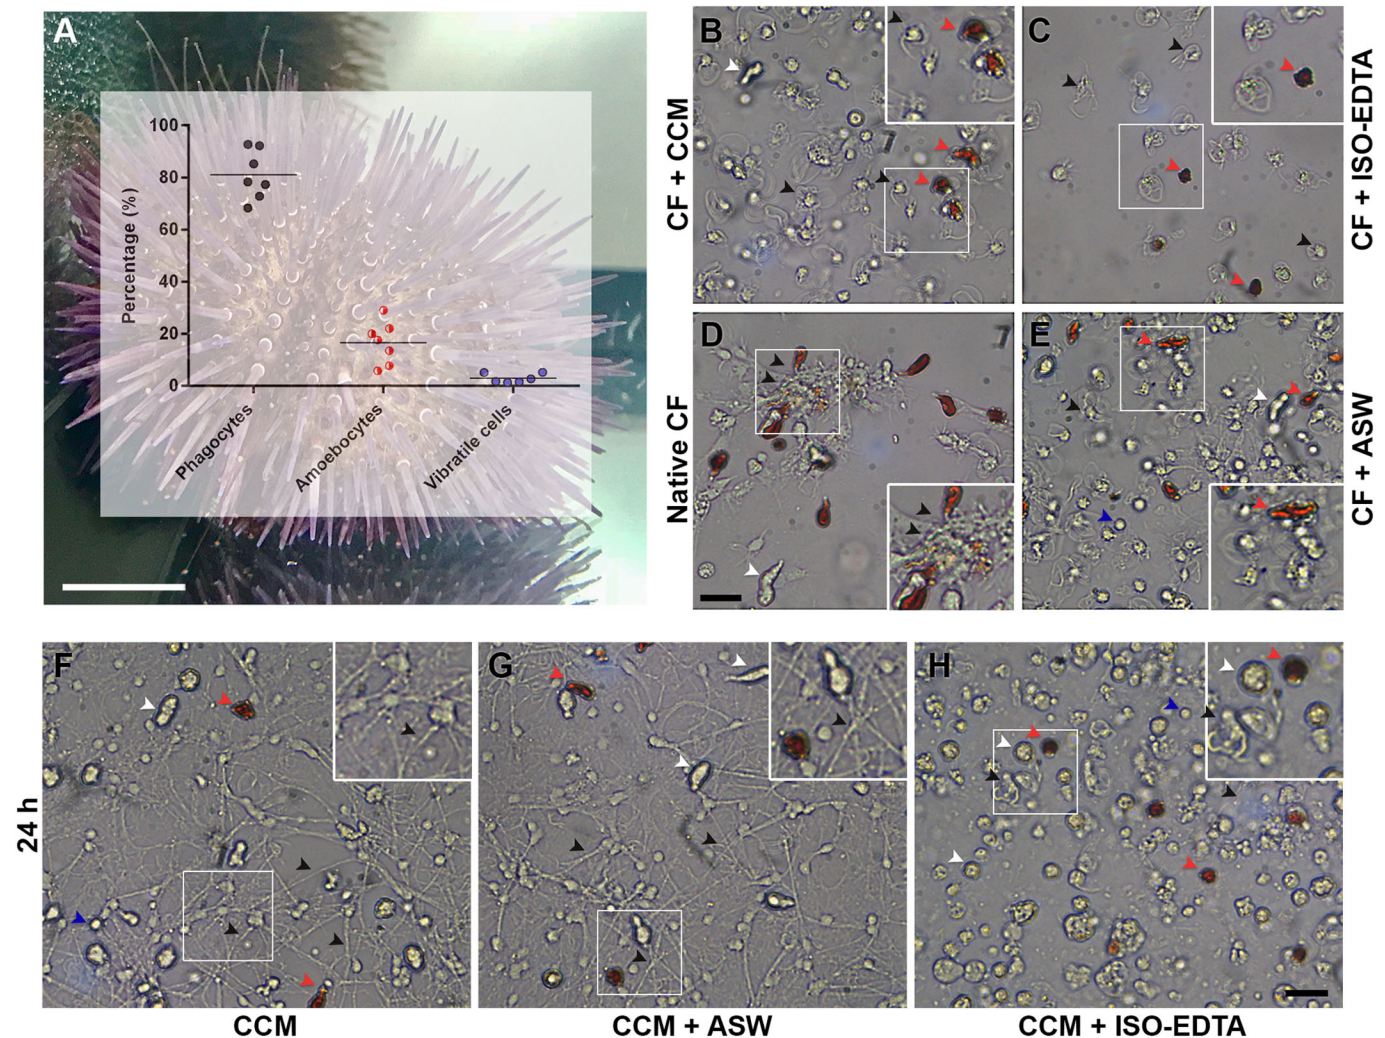 A
100
80
60
40
20
0
Percentage (%)
Phagocytes
Amoebocytes
Vibratile cells
CF + CCM
B
C
CF + ISO-EDTA
Native CF
D
E
CF + ASW
24 h
F
G
H
CCM
CCM + ASW
CCM + ISO-EDTA